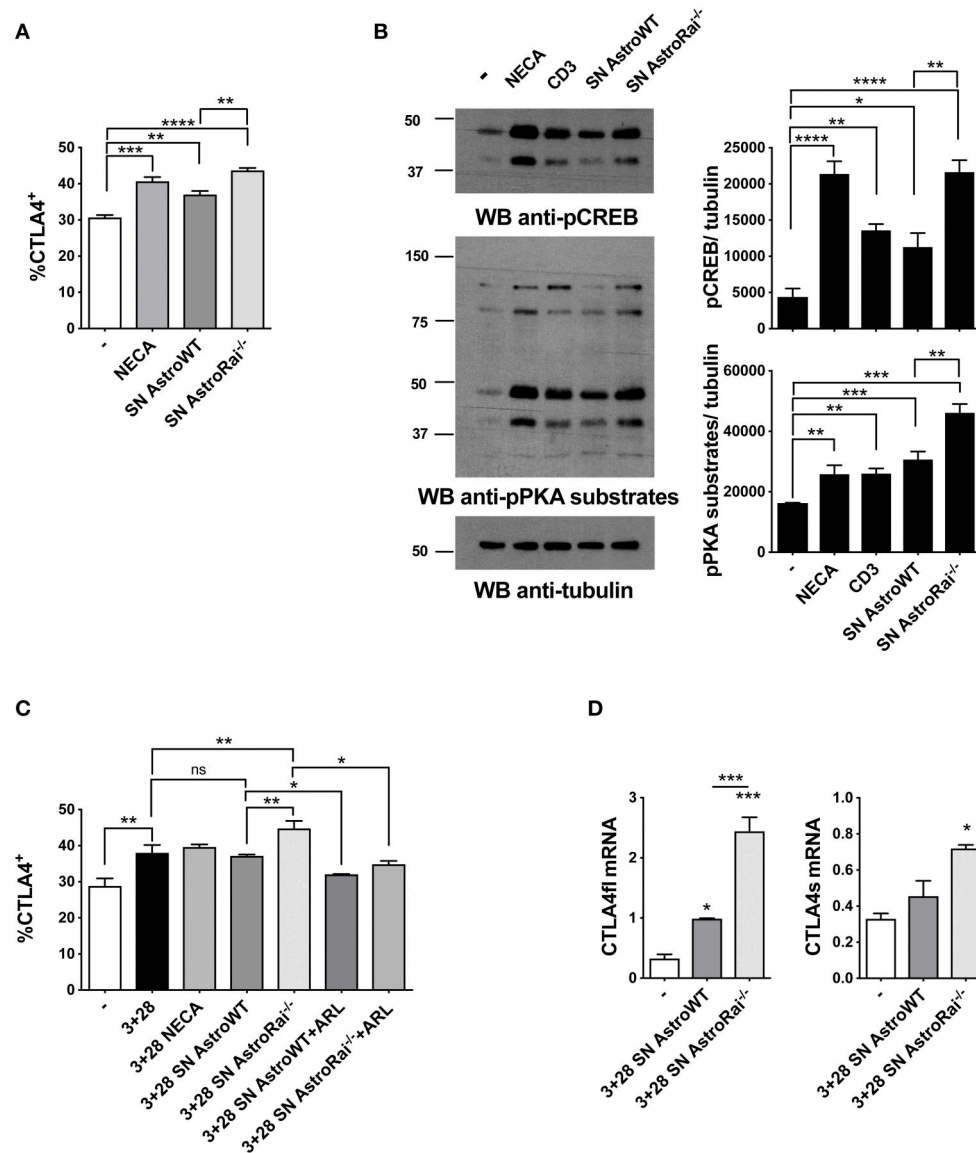 A
%CTLA4+
50
40
30
20
10
0
****
**
***
**
-
NECA
SN AstroWT
SN AstroRai-/-
B
-
NECA
CD3
SN AstroWT
SN AstroRai-/-
50
37
WB anti-pCREB
150
75
50
37
WB anti-pPKA substrates
50
WB anti-tubulin
pCREB/ tubulin
25000
20000
15000
10000
5000
0
**
****
*
**
****
pPKA substrates/ tubulin
60000
40000
20000
0
**
***
***
**
**
-
NECA
CD3
SN AstroWT
SN AstroRai-/-
C
%CTLA4+
50
40
30
20
10
0
**
ns
*
*
**
**
-
3+28
3+28 NECA
3+28 SN AstroWT
3+28 SN AstroRai-/-
3+28 SN AstroWT+ARL
3+28 SN AstroRai-/-+ARL
D
CTLA4fl mRNA
3
2
1
0
***
***
*
-
3+28 SN AstroWT
3+28 SN AstroRai-/-
CTLA4s mRNA
0.8
0.6
0.4
0.2
0.0
*
-
3+28 SN AstroWT
3+28 SN AstroRai-/-